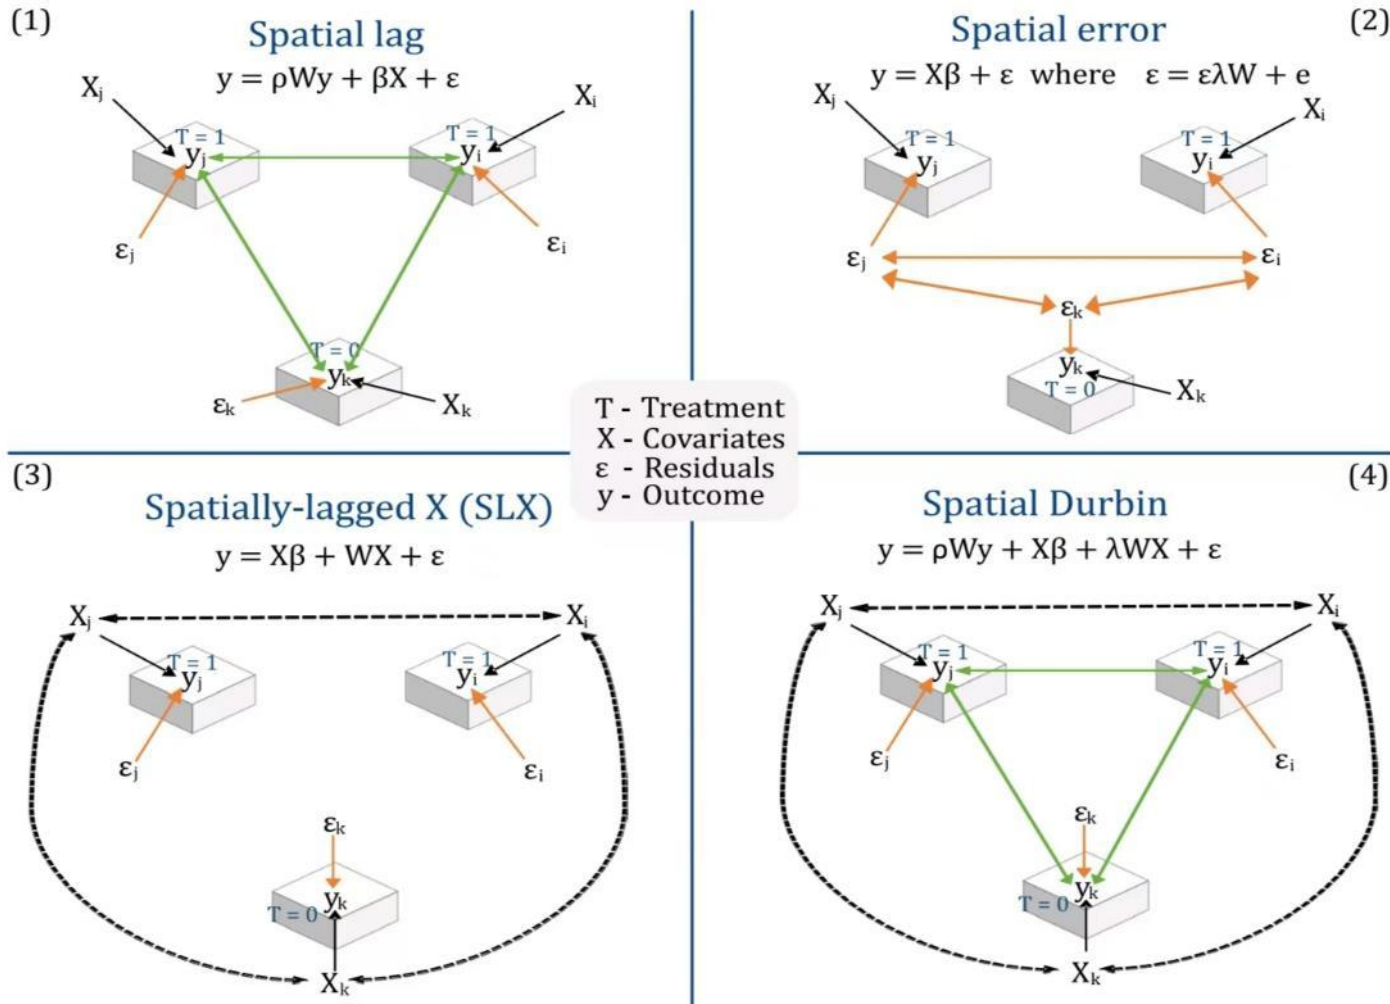 (1)
Spatial lag
y = ρWy + βX + ε
Xⱼ
Xᵢ
T = 1
T = 1
yⱼ
yᵢ
εⱼ
εᵢ
T = 0
yₖ
εₖ
Xₖ
(2)
Spatial error
y = Xβ + ε where ε = ελW + e
Xⱼ
Xᵢ
T = 1
T = 1
yⱼ
yᵢ
εⱼ
εᵢ
εₖ
yₖ
T = 0
Xₖ
T - Treatment
X - Covariates
ε - Residuals
y - Outcome
(3)
Spatially-lagged X (SLX)
y = Xβ + WX + ε
Xⱼ
Xᵢ
T = 1
T = 1
yⱼ
yᵢ
εⱼ
εᵢ
εₖ
yₖ
T = 0
Xₖ
(4)
Spatial Durbin
y = ρWy + Xβ + λWX + ε
Xⱼ
Xᵢ
T = 1
T = 1
yⱼ
yᵢ
εⱼ
εᵢ
εₖ
yₖ
T = 0
Xₖ